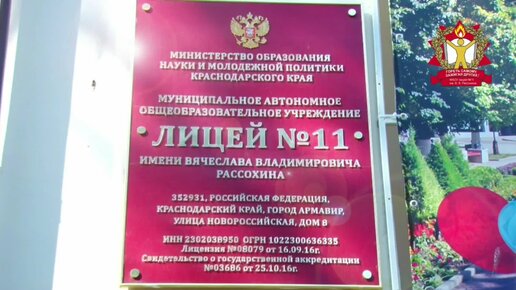 МИНИСТЕРСТВО ОБРАЗОВАНИЯ
НАУКИ И МОЛОДЕЖНОЙ ПОЛИТИКИ
КРАСНОДАРСКОГО КРАЯ
МУНИЦИПАЛЬНОЕ АВТОНОМНОЕ
ОБЩЕОБРАЗОВАТЕЛЬНОЕ УЧРЕЖДЕНИЕ
ЛИЦЕЙ №11
ИМЕНИ ВЯЧЕСЛАВА ВЛАДИМИРОВИЧА
РАССОХИНА
352931, РОССИЙСКАЯ ФЕДЕРАЦИЯ,
КРАСНОДАРСКИЙ КРАЙ, ГОРОД АРМАВИР,
УЛИЦА НОВОРОССИЙСКАЯ, ДОМ 8
ИНН 2302038950 ОГРН 1022300636335
Лицензия №08079 от 16.09.16г.
Свидетельство о государственной аккредитации
№03686 от 25.10.16г.